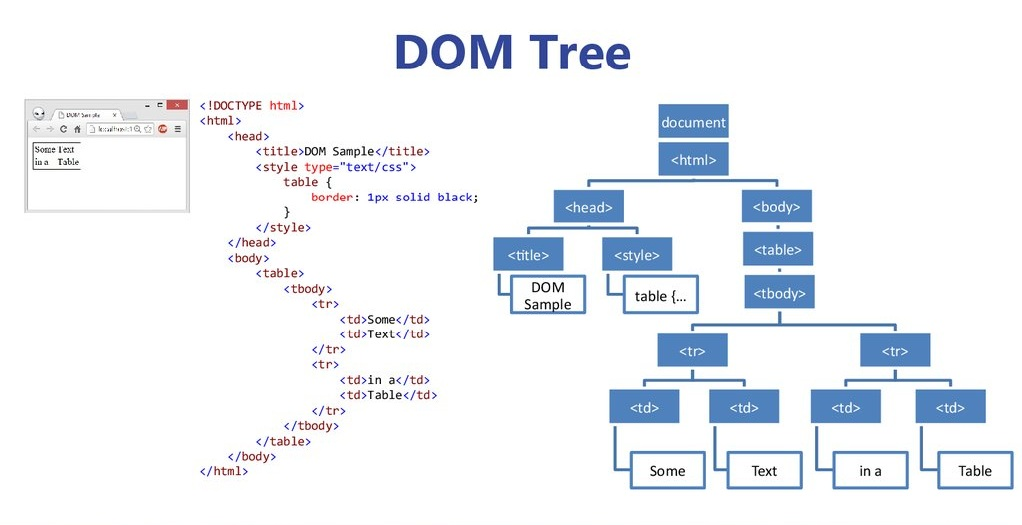 DOM Tree
DOM Sample
localhost:1
Some Text
in a Table
<!DOCTYPE html>
<html>
<head>
<title>DOM Sample</title>
<style type="text/css">
table {
border: 1px solid black;
}
</style>
</head>
<body>
<table>
<tbody>
<tr>
<td>Some</td>
<td>Text</td>
</tr>
<tr>
<td>in a</td>
<td>Table</td>
</tr>
</tbody>
</table>
</body>
</html>
document
<html>
<head>
<body>
<title>
<style>
<table>
DOM
Sample
table {...
<tbody>
<tr>
<tr>
<td>
<td>
<td>
<td>
Some
Text
in a
Table